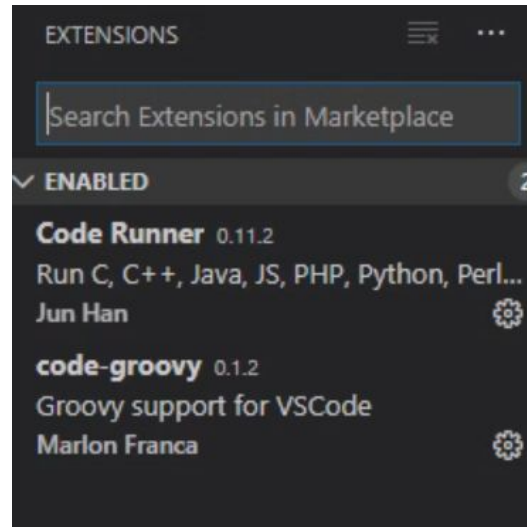 EXTENSIONS
Search Extensions in Marketplace
ENABLED 2
Code Runner 0.11.2
Run C, C++, Java, JS, PHP, Python, Perl...
Jun Han
code-groovy 0.1.2
Groovy support for VSCode
Marlon Franca